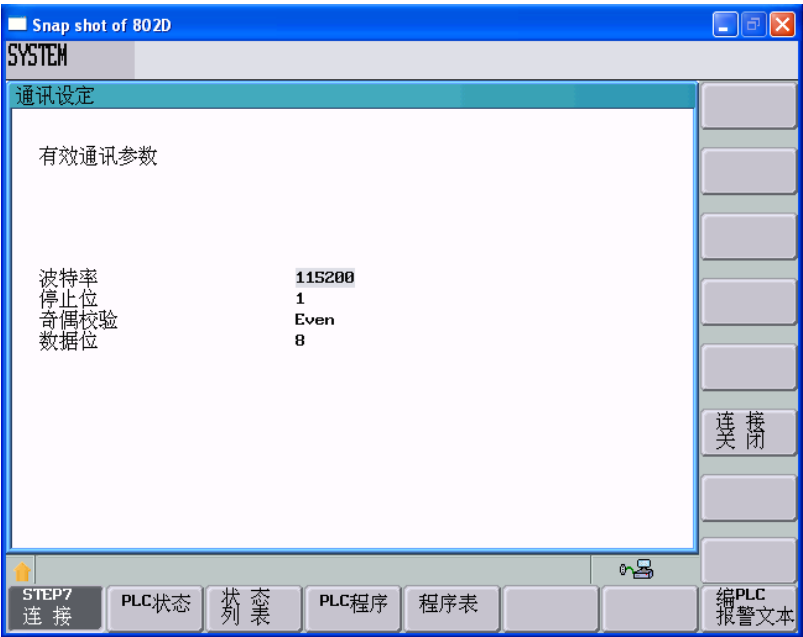 Snap shot of 802D
SYSTEM
通讯设定
有效通讯参数
波特率 115200
停止位 1
奇偶校验 Even
数据位 8
连 接
关 闭
STEP7
连 接
PLC状态
状 态
列 表
PLC程序
程序表
编PLC
报警文本